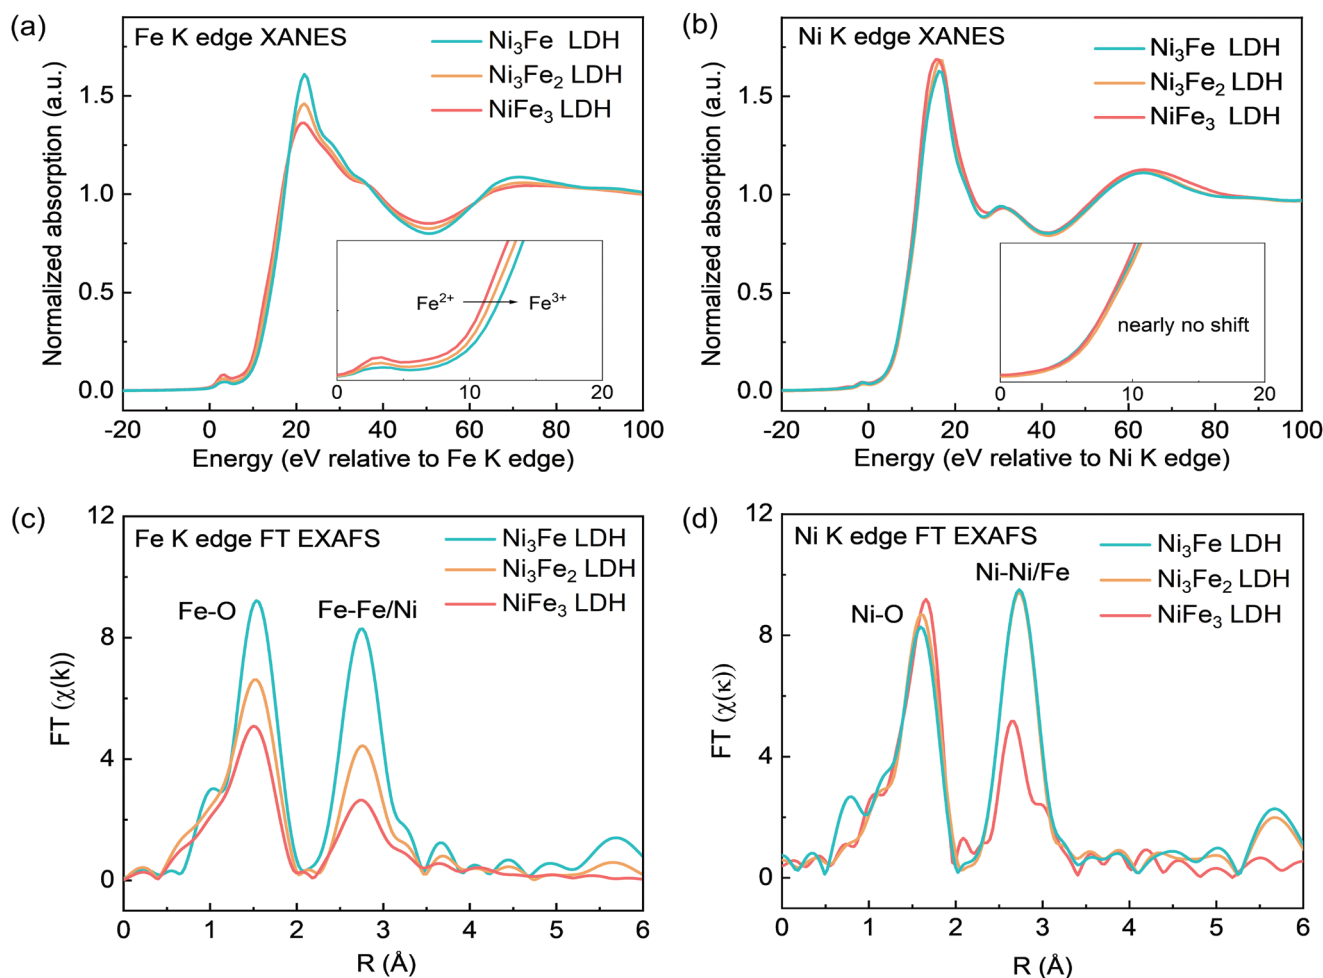 (a)
Fe K edge XANES
Ni₃Fe LDH
Ni₃Fe₂ LDH
NiFe₃ LDH
Normalized absorption (a.u.)
1.5
1.0
0.5
0.0
Fe²⁺
Fe³⁺
0
10
20
-20
0
20
40
60
80
100
Energy (eV relative to Fe K edge)
(b)
Ni K edge XANES
Ni₃Fe LDH
Ni₃Fe₂ LDH
NiFe₃ LDH
Normalized absorption (a.u.)
1.5
1.0
0.5
0.0
nearly no shift
0
10
20
-20
0
20
40
60
80
100
Energy (eV relative to Ni K edge)
(c)
Fe K edge FT EXAFS
Ni₃Fe LDH
Ni₃Fe₂ LDH
NiFe₃ LDH
Fe-O
Fe-Fe/Ni
FT (χ(k))
12
8
4
0
0
1
2
3
4
5
6
R (Å)
(d)
Ni K edge FT EXAFS
Ni₃Fe LDH
Ni₃Fe₂ LDH
NiFe₃ LDH
Ni-Ni/Fe
Ni-O
FT (χ(κ))
12
8
4
0
0
1
2
3
4
5
6
R (Å)